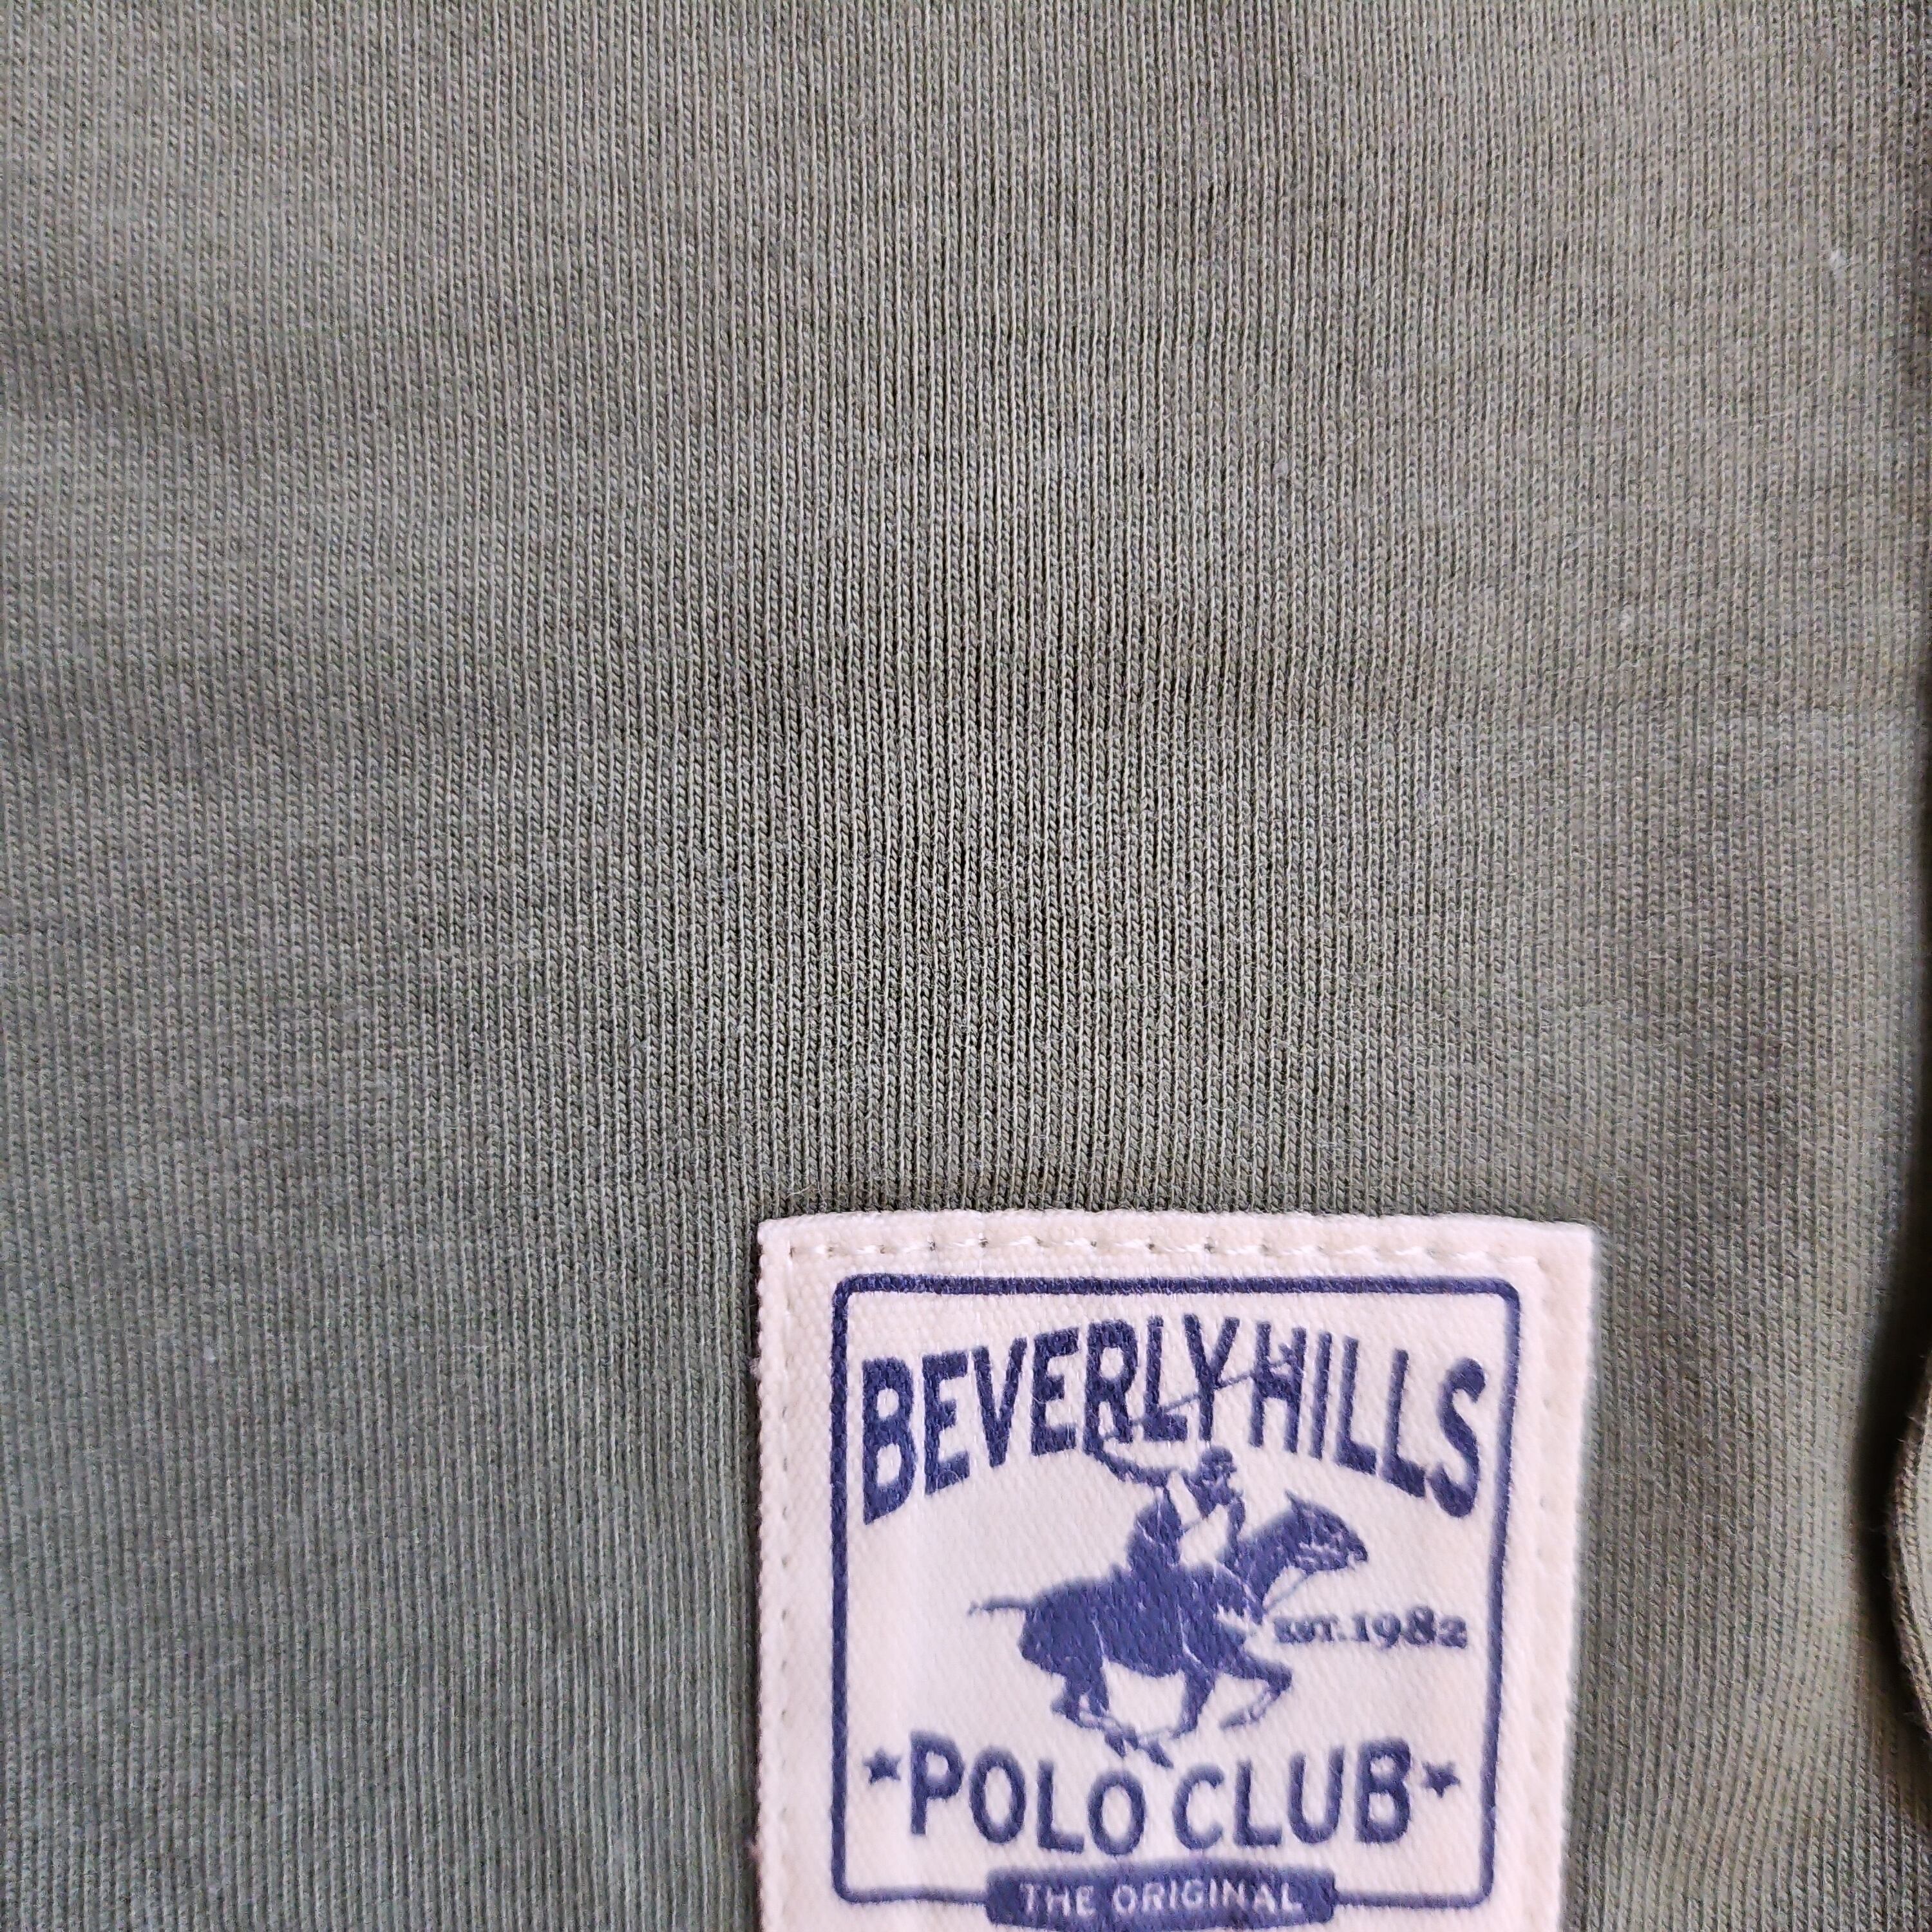 BEVERLY HILLS
EST. 1982
POLO CLUB
THE ORIGINAL